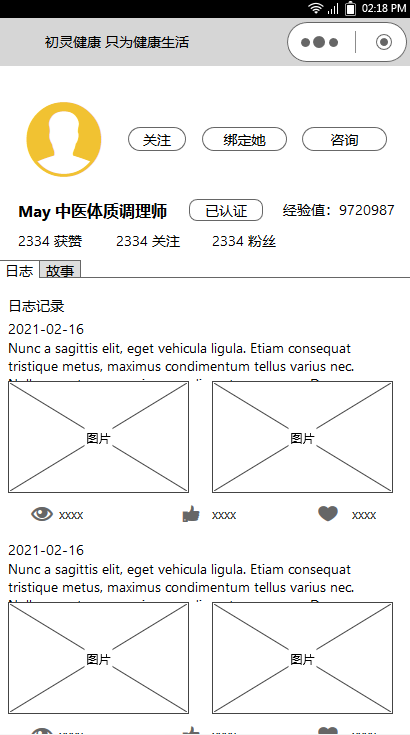 02:18 PM
初灵健康 只为健康生活
关注 绑定她 咨询
May 中医体质调理师 已认证 经验值：9720987
2334 获赞 2334 关注 2334 粉丝
日志 故事
日志记录
2021-02-16
Nunc a sagittis elit, eget vehicula ligula. Etiam consequat
tristique metus, maximus condimentum tellus varius nec.
图片 图片
xxxx xxxx xxxx
2021-02-16
Nunc a sagittis elit, eget vehicula ligula. Etiam consequat
tristique metus, maximus condimentum tellus varius nec.
图片 图片